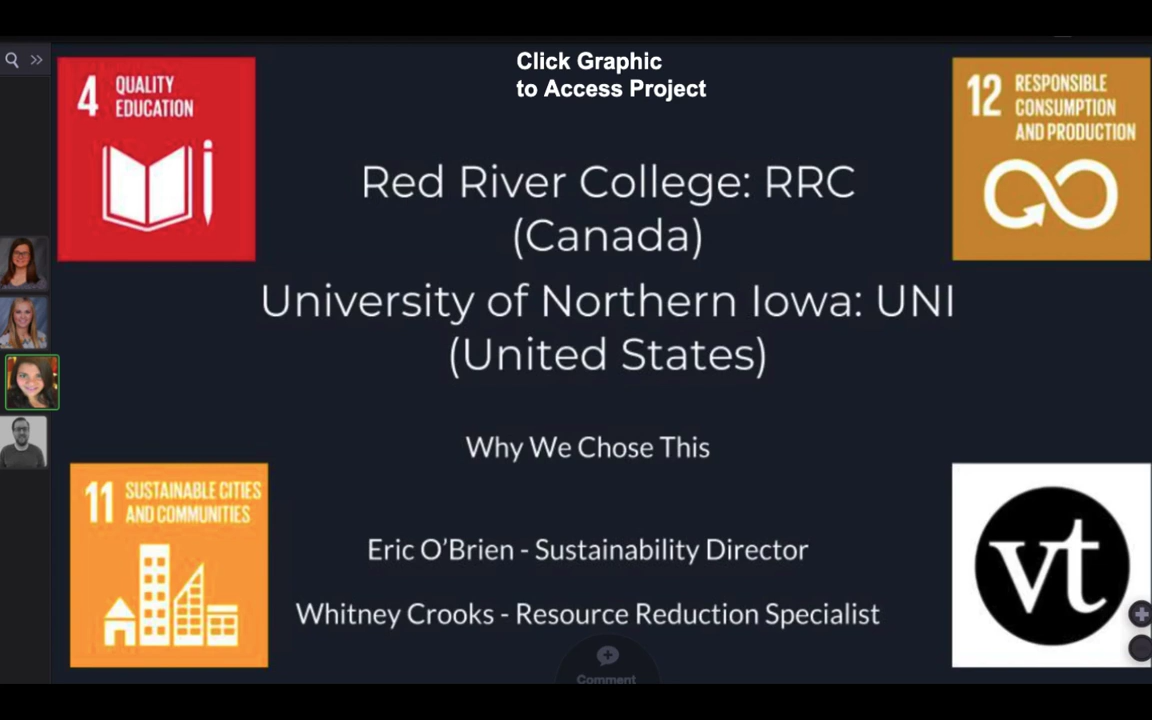 Click Graphic
to Access Project
4 QUALITY
EDUCATION
12 RESPONSIBLE
CONSUMPTION
AND PRODUCTION
Red River College: RRC
(Canada)
University of Northern Iowa: UNI
(United States)
Why We Chose This
11 SUSTAINABLE CITIES
AND COMMUNITIES
vt
Eric O'Brien - Sustainability Director
Whitney Crooks - Resource Reduction Specialist
Comment